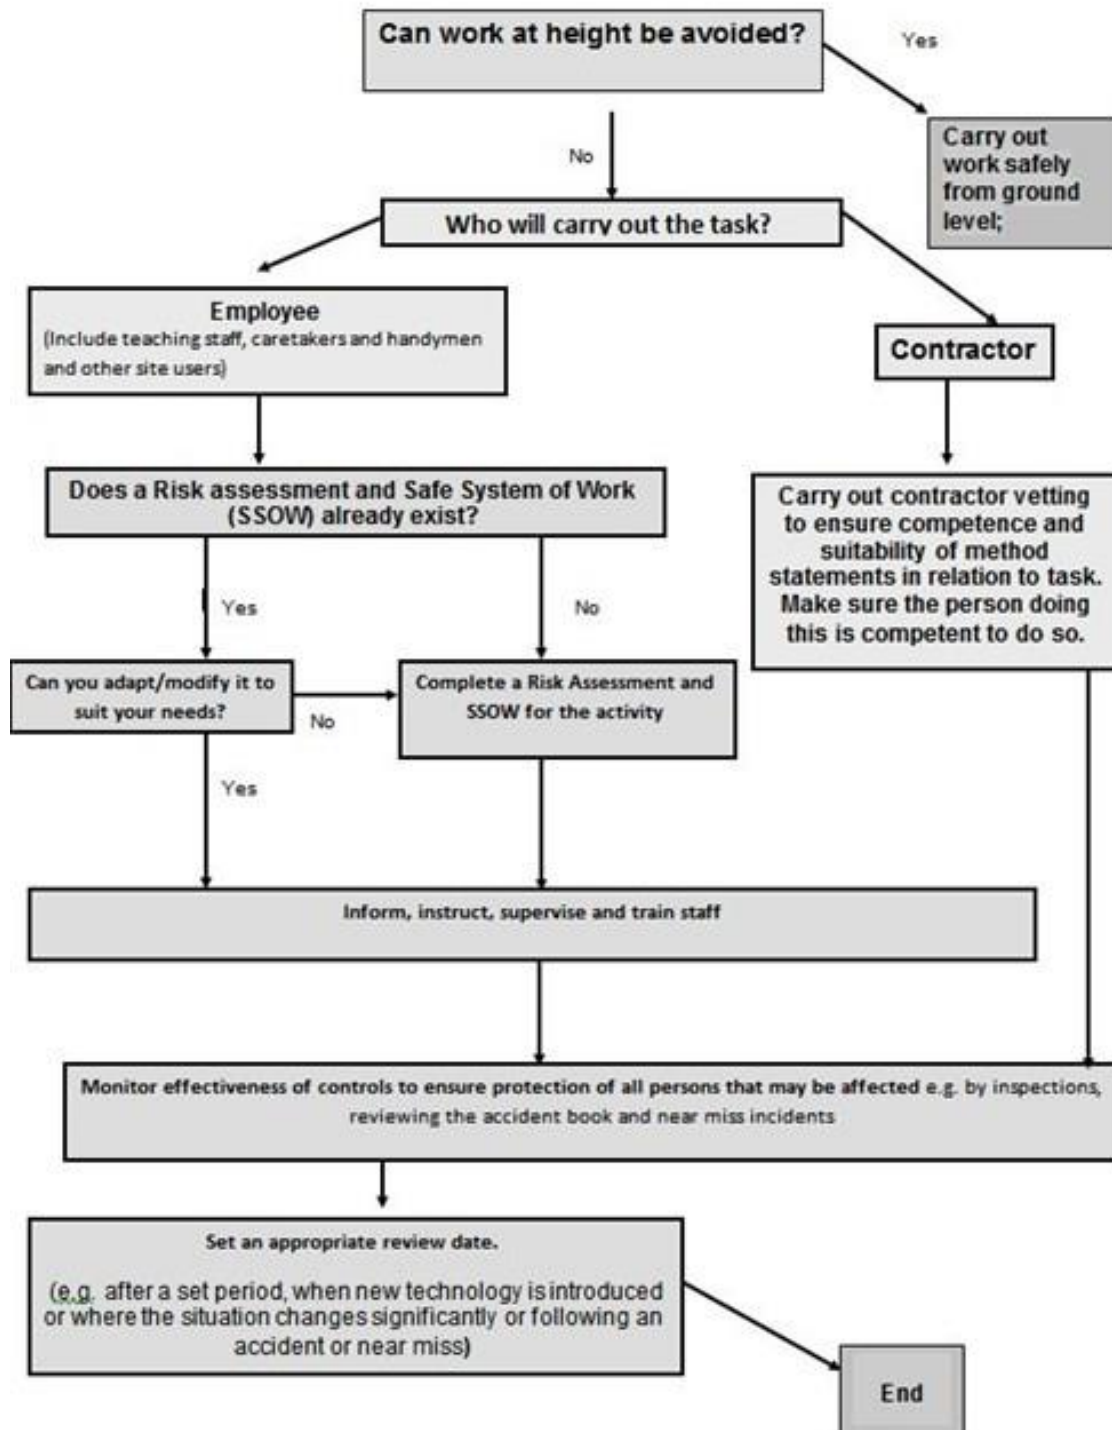 Can work at height be avoided?
Yes
Carry out
work safely
from ground
level;
No
Who will carry out the task?
Employee
(Include teaching staff, caretakers and handymen
and other site users)
Contractor
Does a Risk assessment and Safe System of Work
(SSOW) already exist?
Carry out contractor vetting
to ensure competence and
suitability of method
statements in relation to task.
Make sure the person doing
this is competent to do so.
Yes
No
Can you adapt/modify it to
suit your needs?
No
Complete a Risk Assessment and
SSOW for the activity
Yes
Inform, instruct, supervise and train staff
Monitor effectiveness of controls to ensure protection of all persons that may be affected e.g. by inspections,
reviewing the accident book and near miss incidents
Set an appropriate review date.
(e.g. after a set period, when new technology is introduced
or where the situation changes significantly or following an
accident or near miss)
End